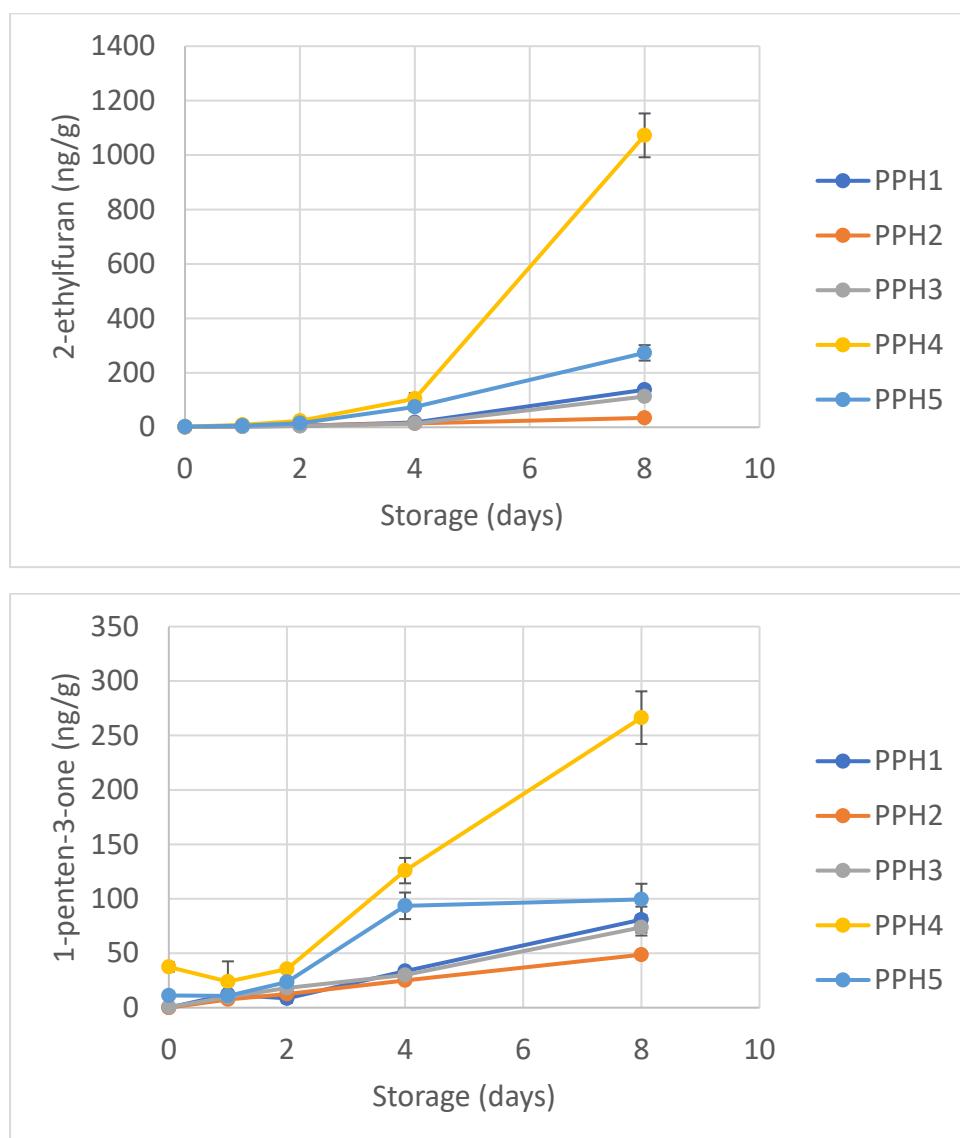 1400
1200
1000
800
600
400
200
0
2-ethylfuran (ng/g)
0 2 4 6 8 10
Storage (days)
PPH1
PPH2
PPH3
PPH4
PPH5
350
300
250
200
150
100
50
0
1-penten-3-one (ng/g)
0 2 4 6 8 10
Storage (days)
PPH1
PPH2
PPH3
PPH4
PPH5